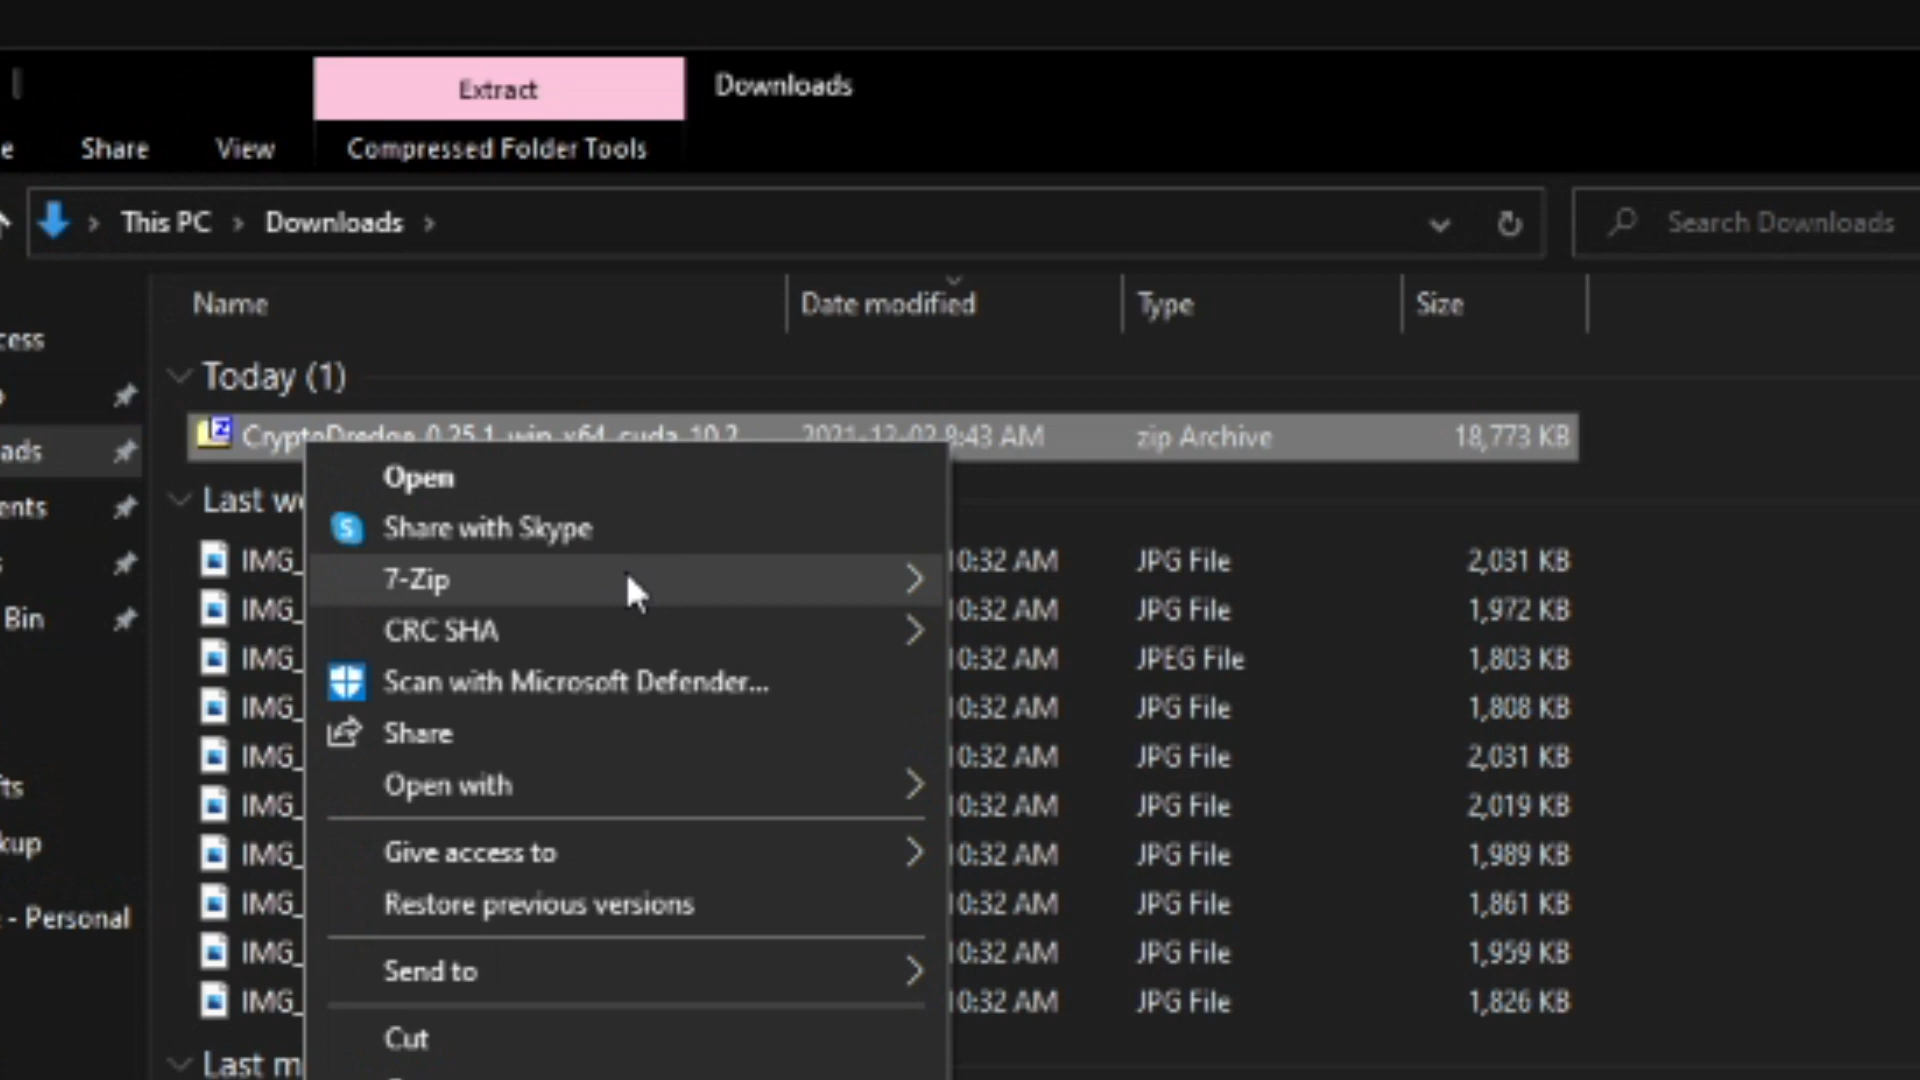 Extract
Downloads
e Share View Compressed Folder Tools
This PC Downloads Search Downloads
Name Date modified Type Size
cess
Today (1)
CryptoDredge_0.25.1_win_x64_cuda_10.2 2021-12-02 9:43 AM zip Archive 18,773 KB
ads
Open
Last we
ents
Share with Skype
IMG_ 10:32 AM JPG File 2,031 KB
7-Zip
IMG_ 10:32 AM JPG File 1,972 KB
Bin
CRC SHA
IMG_ 10:32 AM JPEG File 1,803 KB
Scan with Microsoft Defender...
IMG_ 10:32 AM JPG File 1,808 KB
Share
IMG_ 10:32 AM JPG File 2,031 KB
fts
Open with
IMG_ 10:32 AM JPG File 2,019 KB
kup
Give access to
IMG_ 10:32 AM JPG File 1,989 KB
Restore previous versions
IMG_ 10:32 AM JPG File 1,861 KB
- Personal
IMG_ 10:32 AM JPG File 1,959 KB
Send to
IMG_ 10:32 AM JPG File 1,826 KB
Cut
Last m